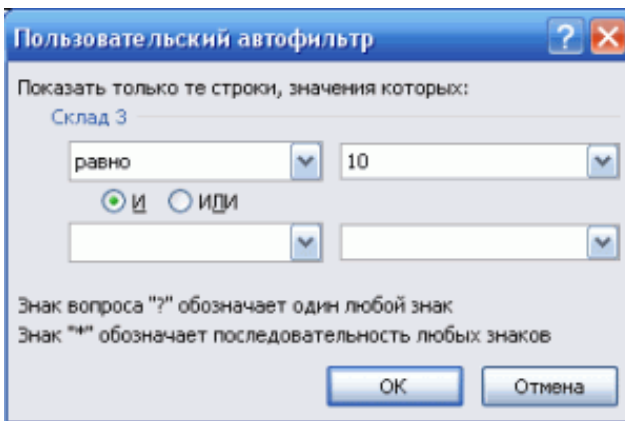 Пользовательский автофильтр ?
Показать только те строки, значения которых:
Склад 3
равно 10
И ИЛИ
Знак вопроса "?" обозначает один любой знак
Знак "*" обозначает последовательность любых знаков
ОК Отмена